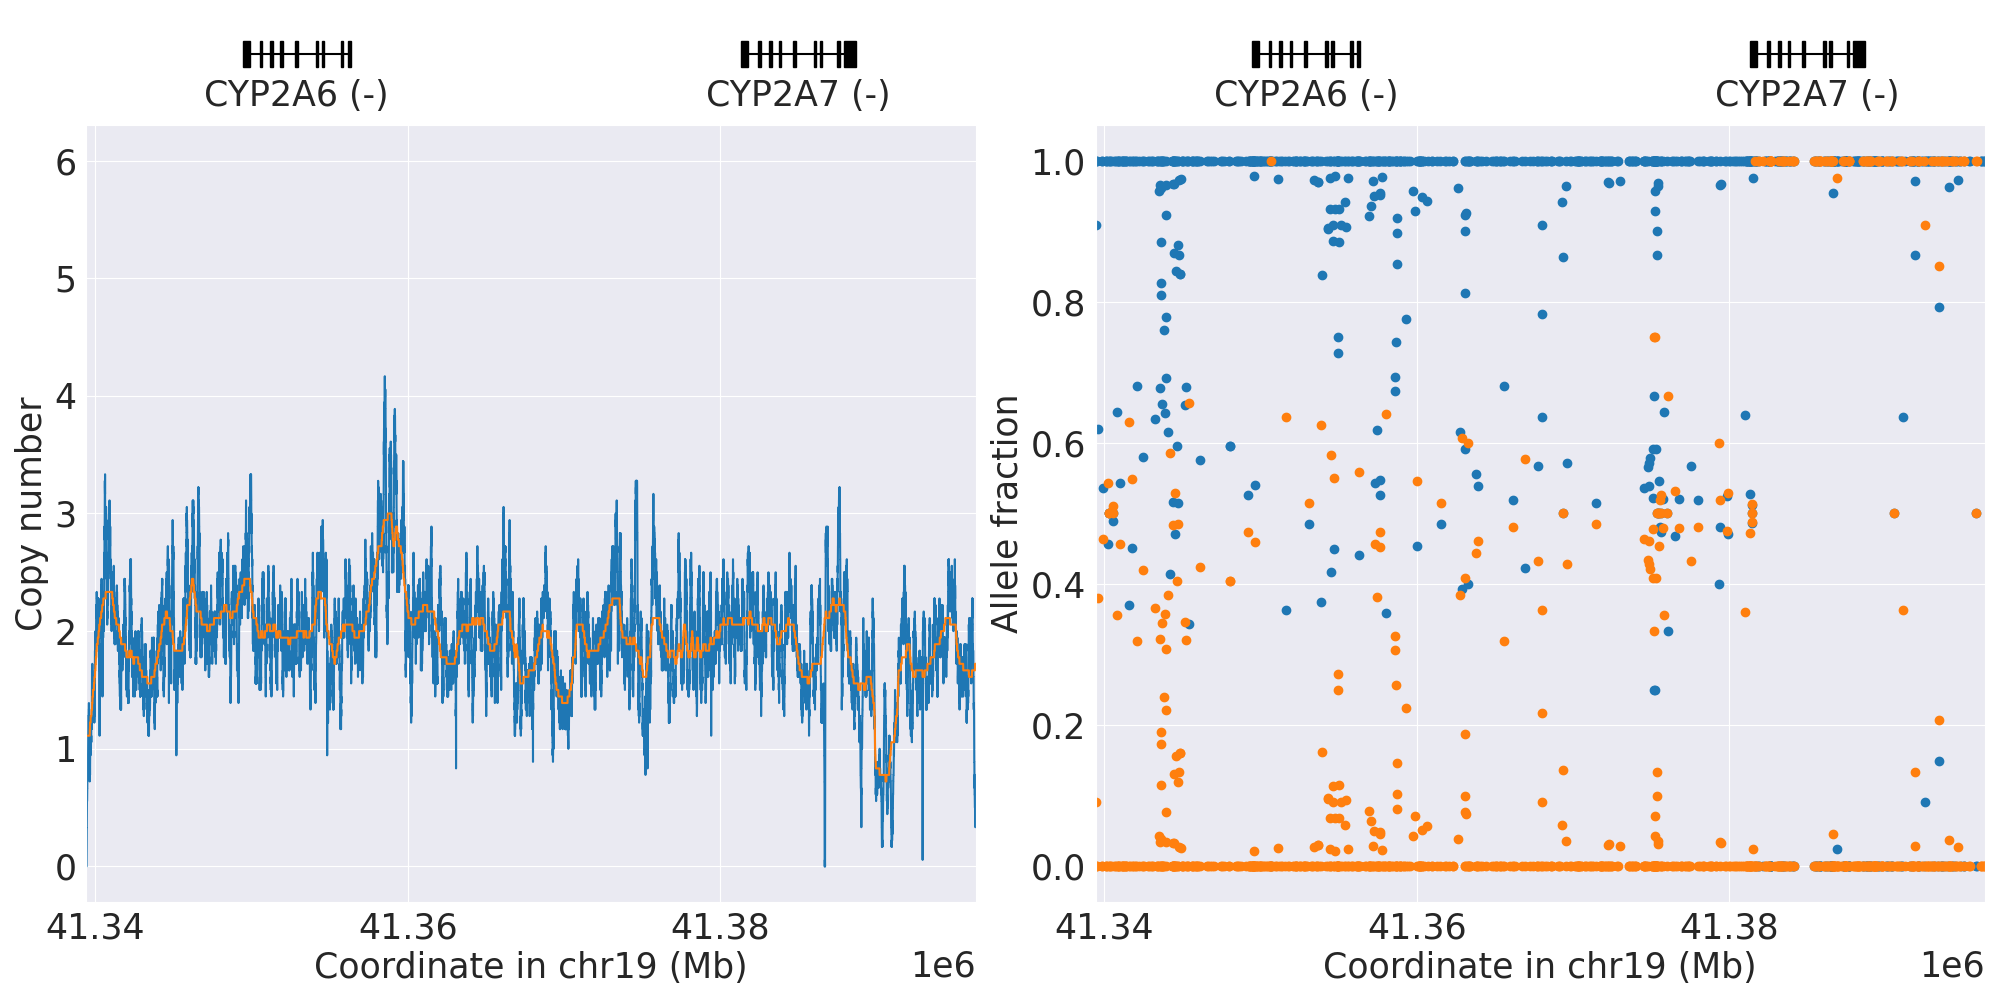 CYP2A6 (-)
CYP2A7 (-)
CYP2A6 (-)
CYP2A7 (-)
6
5
4
3
2
1
0
Copy number
41.34
41.36
41.38
Coordinate in chr19 (Mb)
1e6
1.0
0.8
0.6
0.4
0.2
0.0
Allele fraction
41.34
41.36
41.38
Coordinate in chr19 (Mb)
1e6